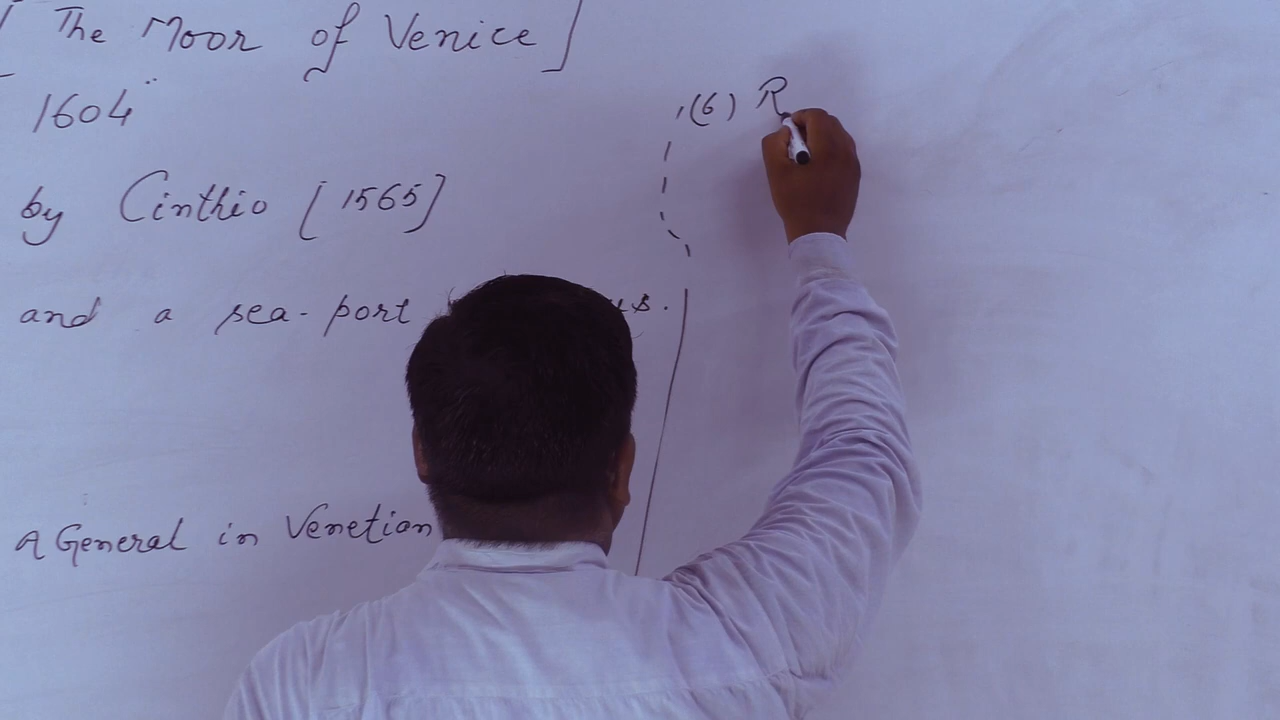 [ The Moor of Venice ]
1604
by Cinthio [1565]
and a sea-port
A General in Venetian
(6) R